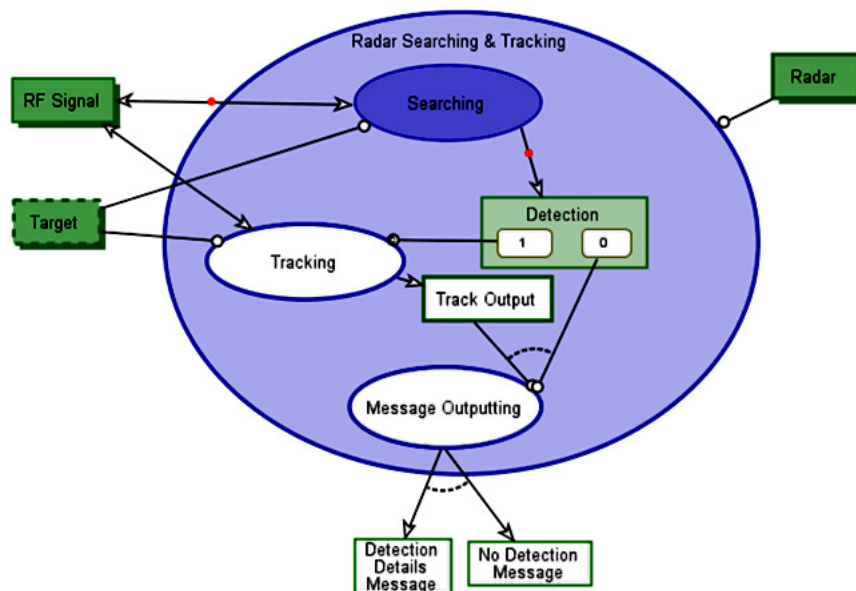 Radar Searching & Tracking
RF Signal
Searching
Radar
Target
Detection
1
0
Tracking
Track Output
Message Outputting
Detection
Details
Message
No Detection
Message